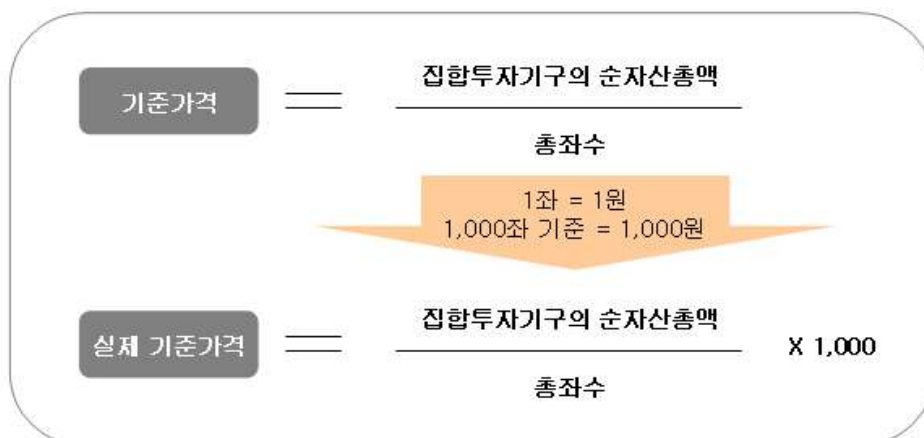 기준가격
집합투자기구의 순자산총액
총좌수
1좌 = 1원
1,000좌 기준 = 1,000원
실제 기준가격
집합투자기구의 순자산총액
총좌수
X 1,000